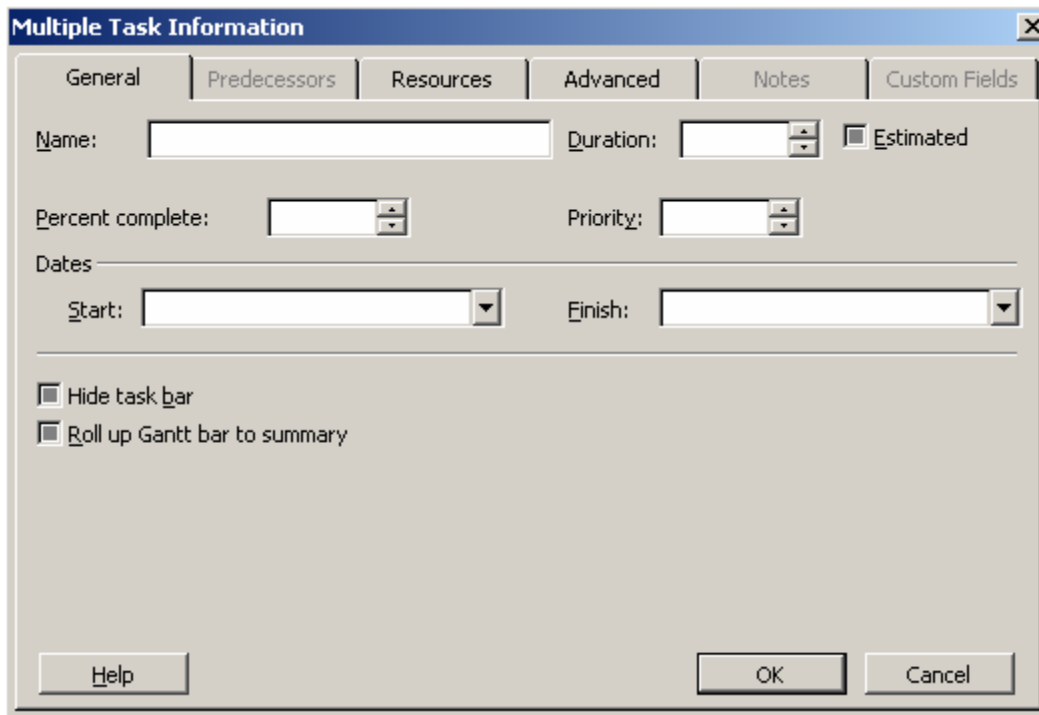 Multiple Task Information
General Predecessors Resources Advanced Notes Custom Fields
Name: Duration: Estimated
Percent complete: Priority:
Dates
Start: Finish:
Hide task bar
Roll up Gantt bar to summary
Help OK Cancel